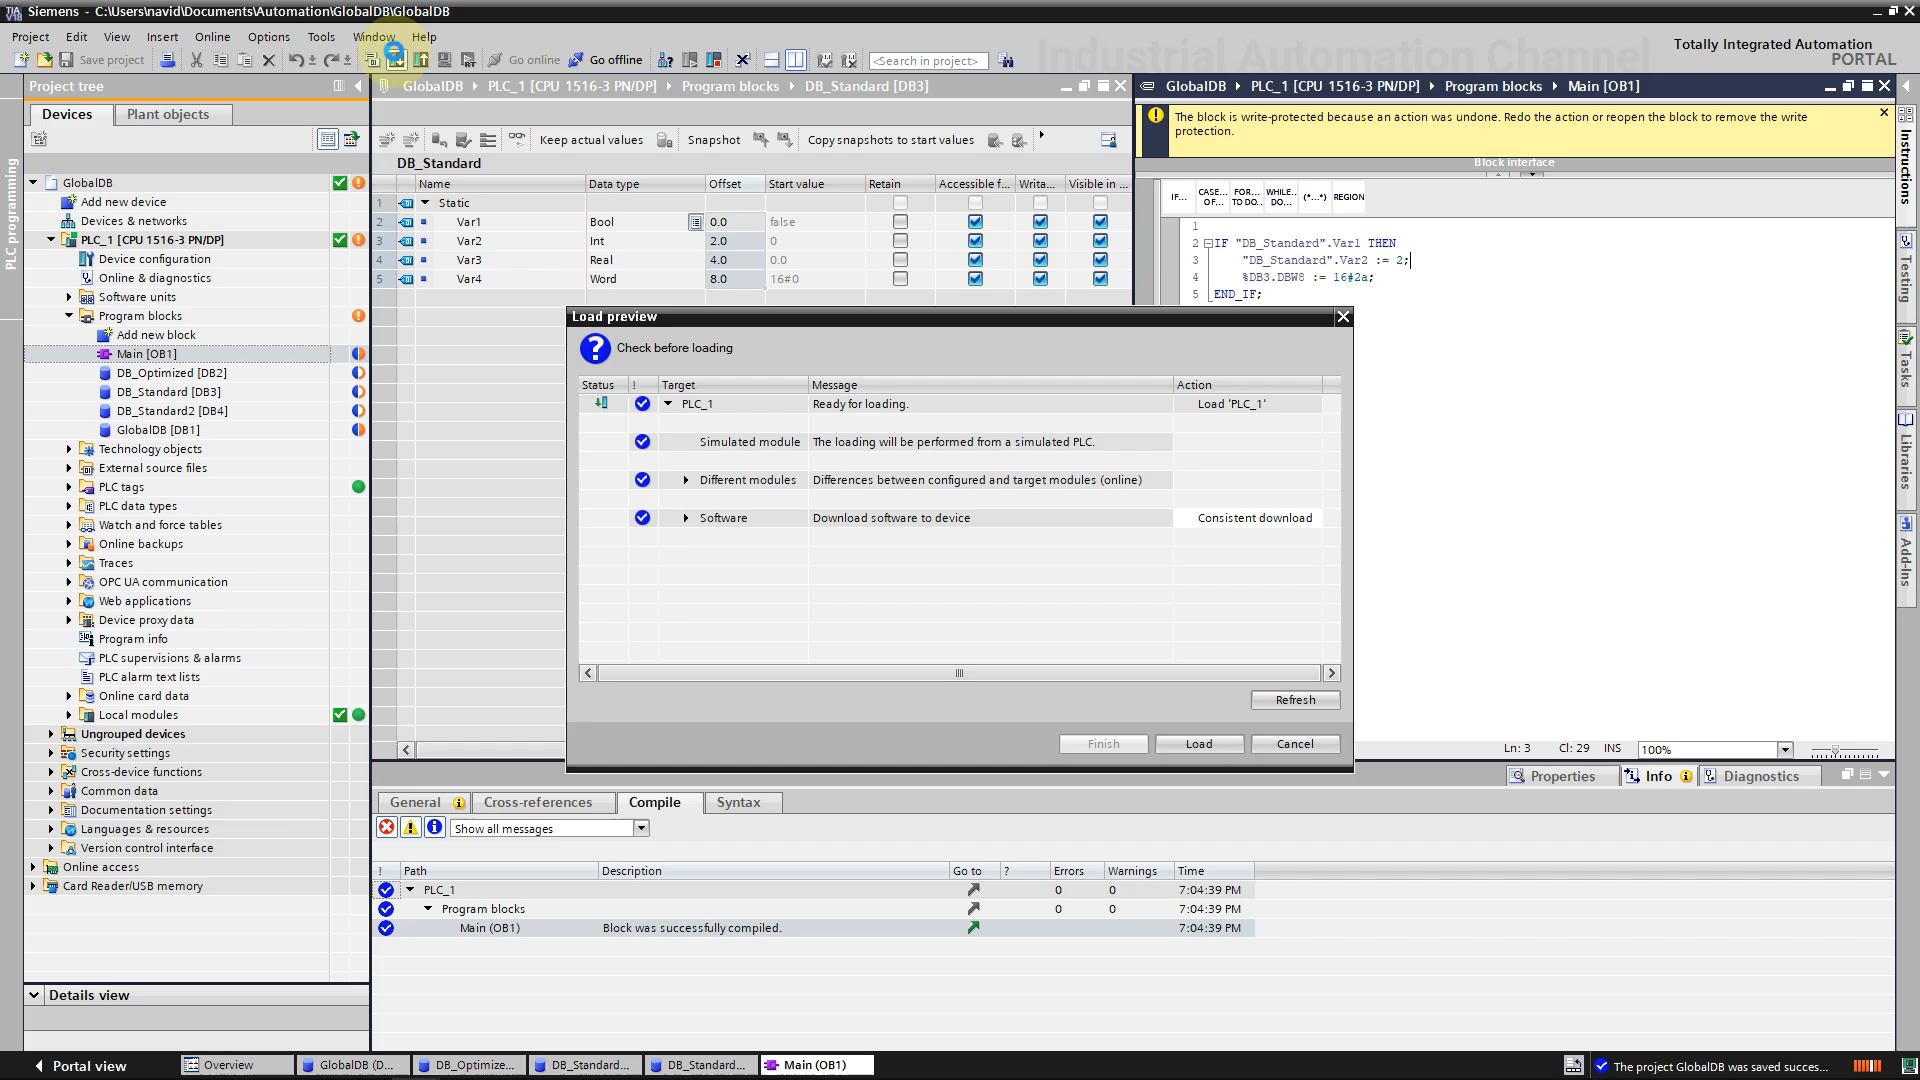 Siemens - C:\Users\navid\Documents\Automation\GlobalDB\GlobalDB
Project Edit View Insert Online Options Tools Window Help
Totally Integrated Automation
PORTAL
Save project
Go online
Go offline
<Search in project>
Industrial Automation Channel
Project tree
Devices
Plant objects
PLC programming
GlobalDB
Add new device
Devices & networks
PLC_1 [CPU 1516-3 PN/DP]
Device configuration
Online & diagnostics
Software units
Program blocks
Add new block
Main [OB1]
DB_Optimized [DB2]
DB_Standard [DB3]
DB_Standard2 [DB4]
GlobalDB [DB1]
Technology objects
External source files
PLC tags
PLC data types
Watch and force tables
Online backups
Traces
OPC UA communication
Web applications
Device proxy data
Program info
PLC supervisions & alarms
PLC alarm text lists
Online card data
Local modules
Ungrouped devices
Security settings
Cross-device functions
Common data
Documentation settings
Languages & resources
Version control interface
Online access
Card Reader/USB memory
Details view
GlobalDB PLC_1 [CPU 1516-3 PN/DP] Program blocks DB_Standard [DB3]
Keep actual values
Snapshot
Copy snapshots to start values
DB_Standard
Name Data type Offset Start value Retain Accessible f... Writa... Visible in ...
1 Static
2 Var1 Bool 0.0 false
3 Var2 Int 2.0 0
4 Var3 Real 4.0 0.0
5 Var4 Word 8.0 16#0
GlobalDB PLC_1 [CPU 1516-3 PN/DP] Program blocks Main [OB1]
The block is write-protected because an action was undone. Redo the action or reopen the block to remove the write
protection.
Block interface
IF... CASE... OF... FOR... TO DO.. WHILE.. DO... (*...*) REGION
1
2 IF "DB_Standard".Var1 THEN
3 "DB_Standard".Var2 := 2;
4 %DB3.DBW8 := 16#2a;
5 END_IF;
Ln: 3 Cl: 29 INS 100%
Instructions
Testing
Tasks
Libraries
Add-Ins
Load preview
Check before loading
Status ! Target Message Action
PLC_1 Ready for loading. Load 'PLC_1'
Simulated module The loading will be performed from a simulated PLC.
Different modules Differences between configured and target modules (online)
Software Download software to device Consistent download
Refresh
Finish Load Cancel
Properties Info Diagnostics
General Cross-references Compile Syntax
Show all messages
! Path Description Go to ? Errors Warnings Time
PLC_1 0 0 7:04:39 PM
Program blocks 0 0 7:04:39 PM
Main (OB1) Block was successfully compiled. 7:04:39 PM
Portal view
Overview
GlobalDB (D...
DB_Optimize...
DB_Standard...
DB_Standard...
Main (OB1)
The project GlobalDB was saved succes...